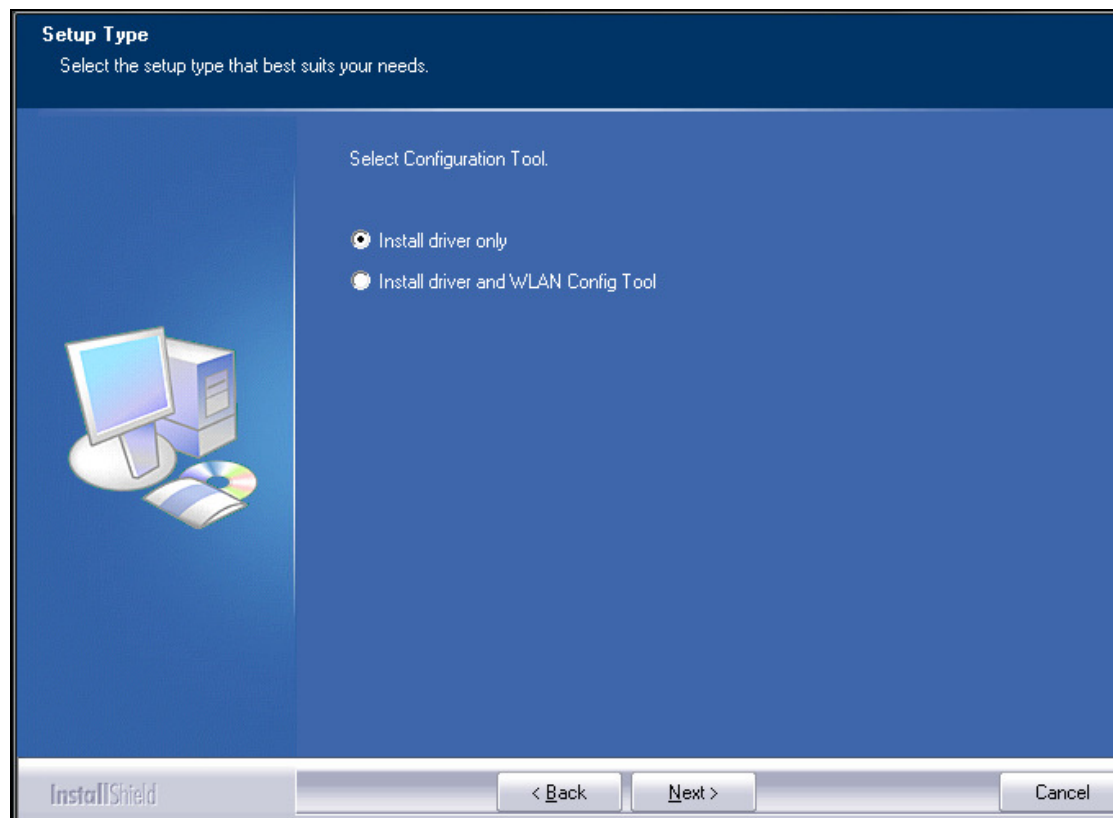 Setup Type
Select the setup type that best suits your needs.
Select Configuration Tool.
Install driver only
Install driver and WLAN Config Tool
InstallShield
< Back
Next >
Cancel